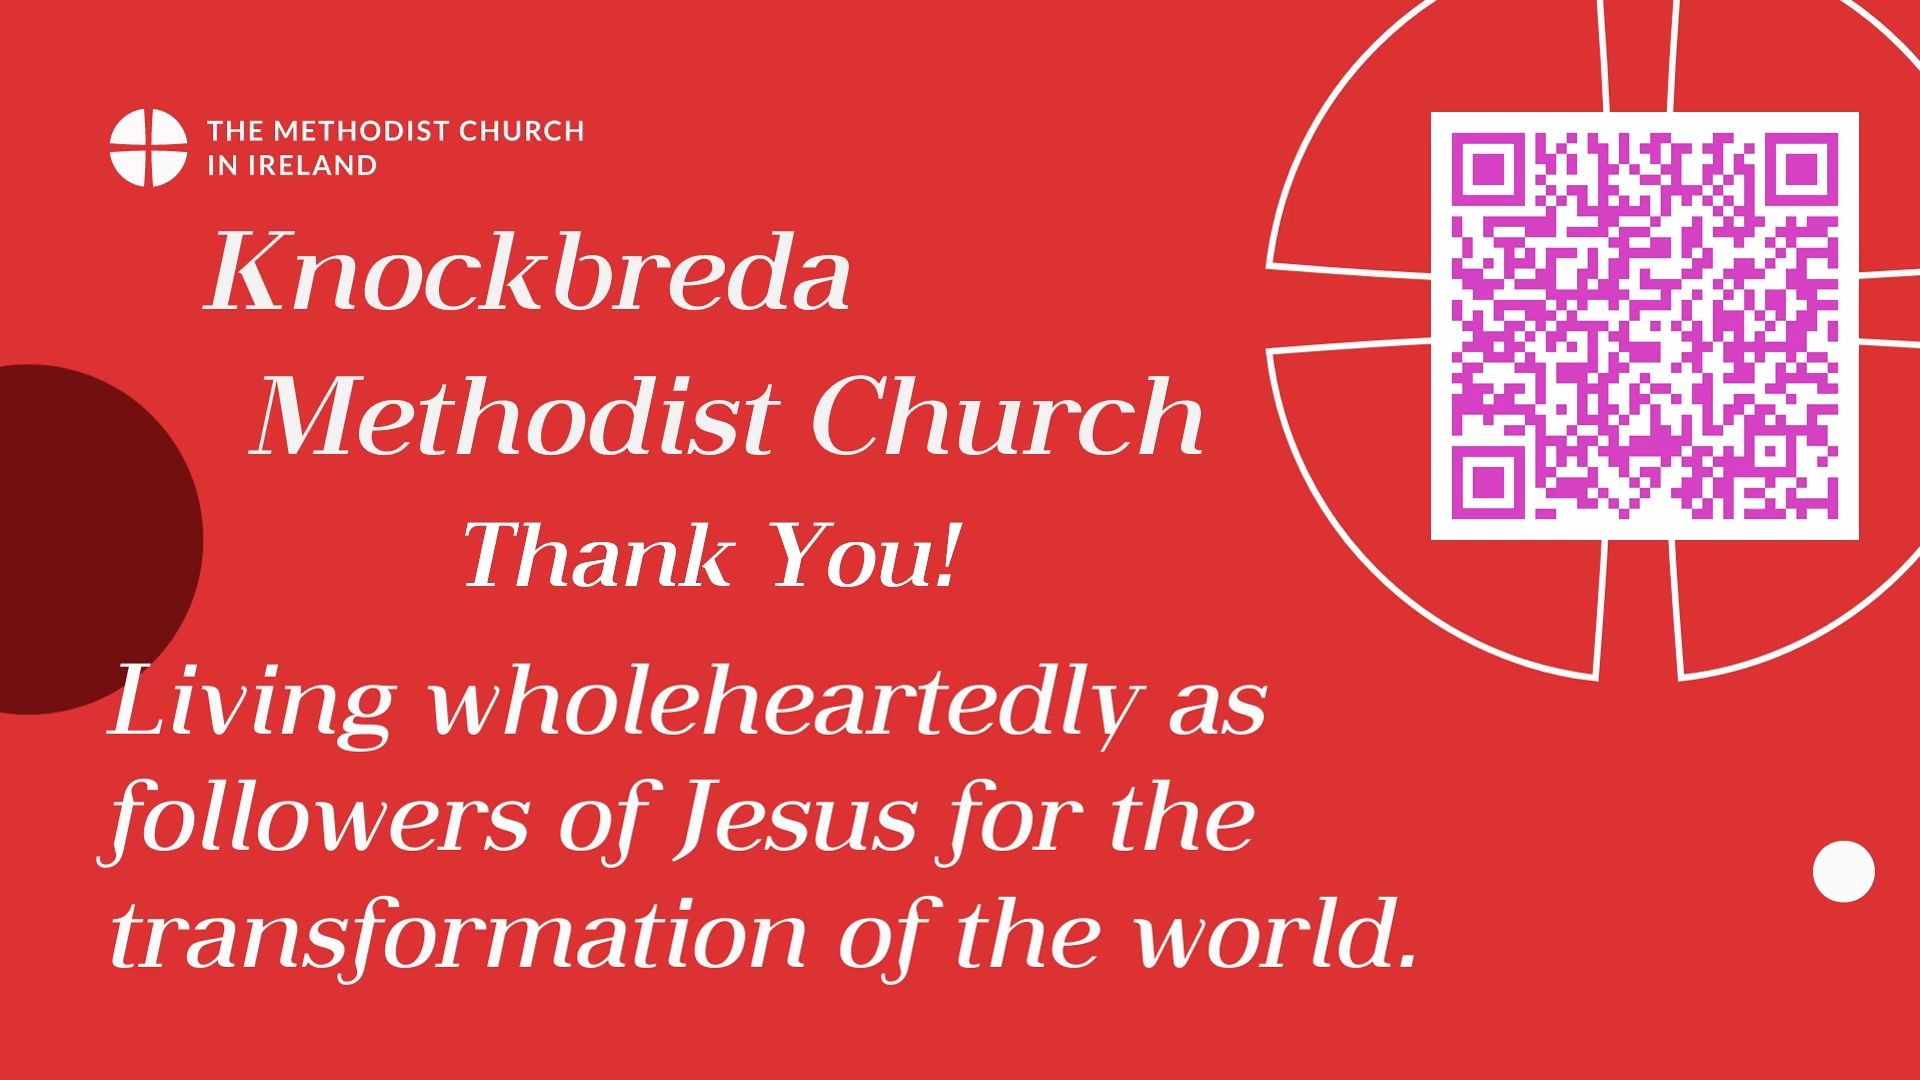 THE METHODIST CHURCH
IN IRELAND
Knockbreda
Methodist Church
Thank You!
Living wholeheartedly as
followers of Jesus for the
transformation of the world.